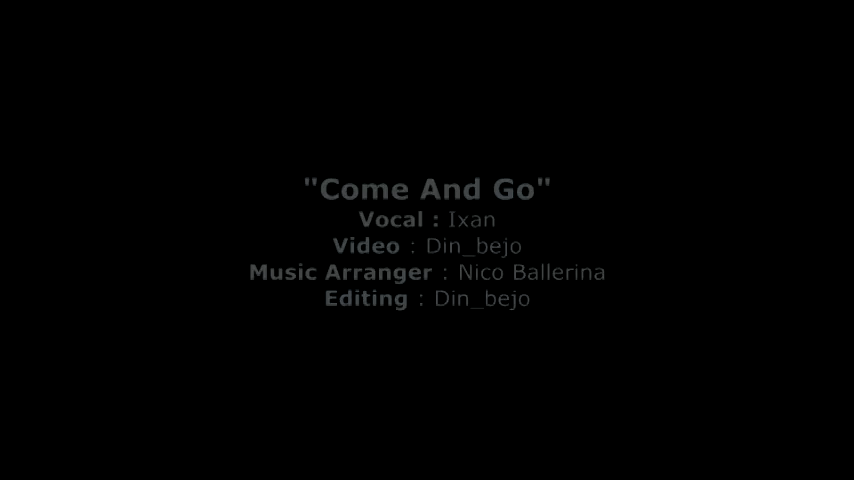 "Come And Go"
Vocal : Ixan
Video : Din_bejo
Music Arranger : Nico Ballerina
Editing : Din_bejo